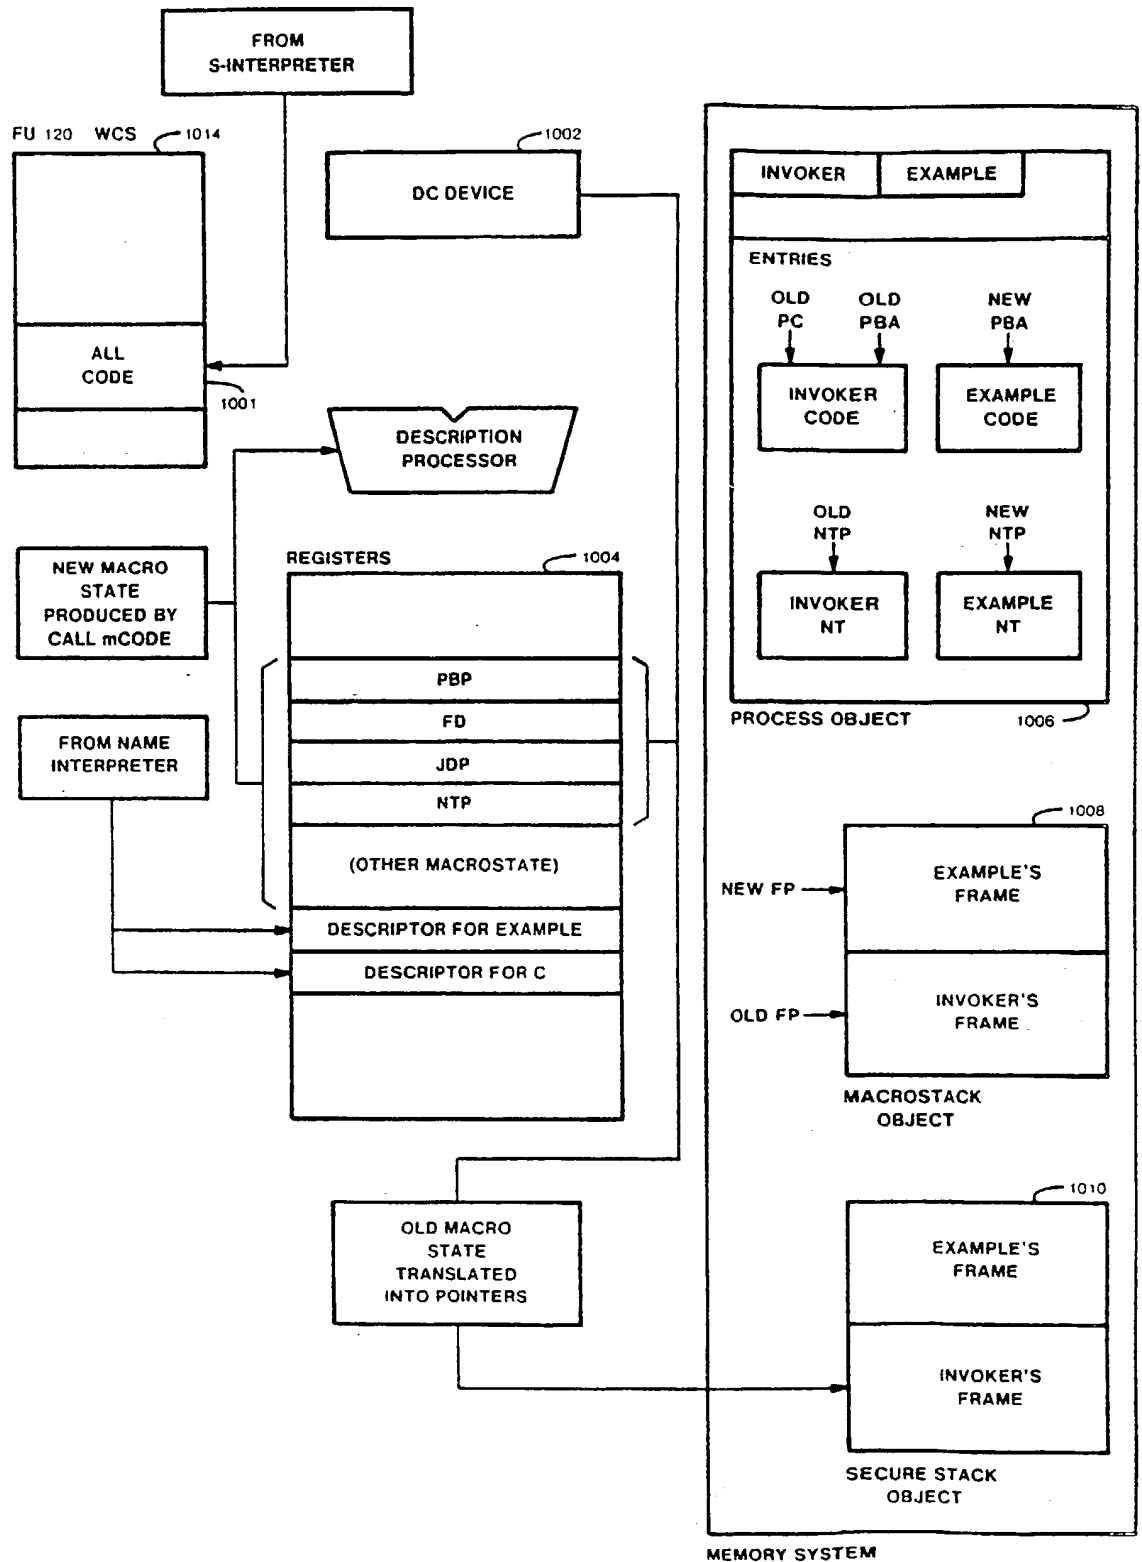 FROM
S-INTERPRETER
FU 120 WCS
1014
1002
DC DEVICE
ALL
CODE
1001
DESCRIPTION
PROCESSOR
NEW MACRO
STATE
PRODUCED BY
CALL mCODE
REGISTERS
1004
PBP
FD
JDP
NTP
(OTHER MACROSTATE)
DESCRIPTOR FOR EXAMPLE
DESCRIPTOR FOR C
FROM NAME
INTERPRETER
OLD MACRO
STATE
TRANSLATED
INTO POINTERS
INVOKER
EXAMPLE
ENTRIES
OLD
PC
OLD
PBA
NEW
PBA
INVOKER
CODE
EXAMPLE
CODE
OLD
NTP
NEW
NTP
INVOKER
NT
EXAMPLE
NT
PROCESS OBJECT
1006
1008
NEW FP
EXAMPLE'S
FRAME
OLD FP
INVOKER'S
FRAME
MACROSTACK
OBJECT
1010
EXAMPLE'S
FRAME
INVOKER'S
FRAME
SECURE STACK
OBJECT
MEMORY SYSTEM